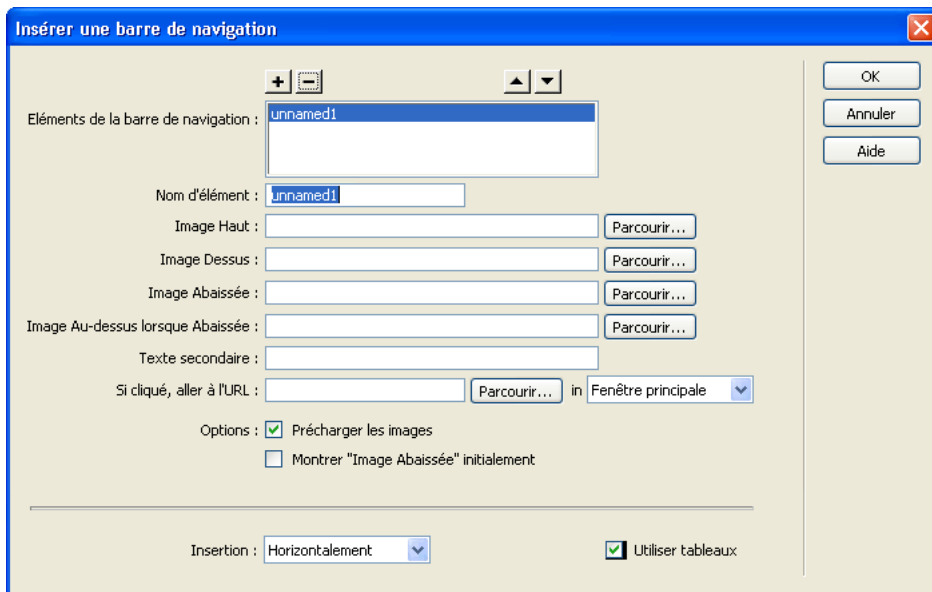 Insérer une barre de navigation
OK
Eléments de la barre de navigation : unnamed1
Annuler
Aide
Nom d'élément : unnamed1
Image Haut : Parcourir...
Image Dessus : Parcourir...
Image Abaissée : Parcourir...
Image Au-dessus lorsque Abaissée : Parcourir...
Texte secondaire :
Si cliqué, aller à l'URL : Parcourir... in Fenêtre principale
Options : Précharger les images
Montrer "Image Abaissée" initialement
Insertion : Horizontalement Utiliser tableaux